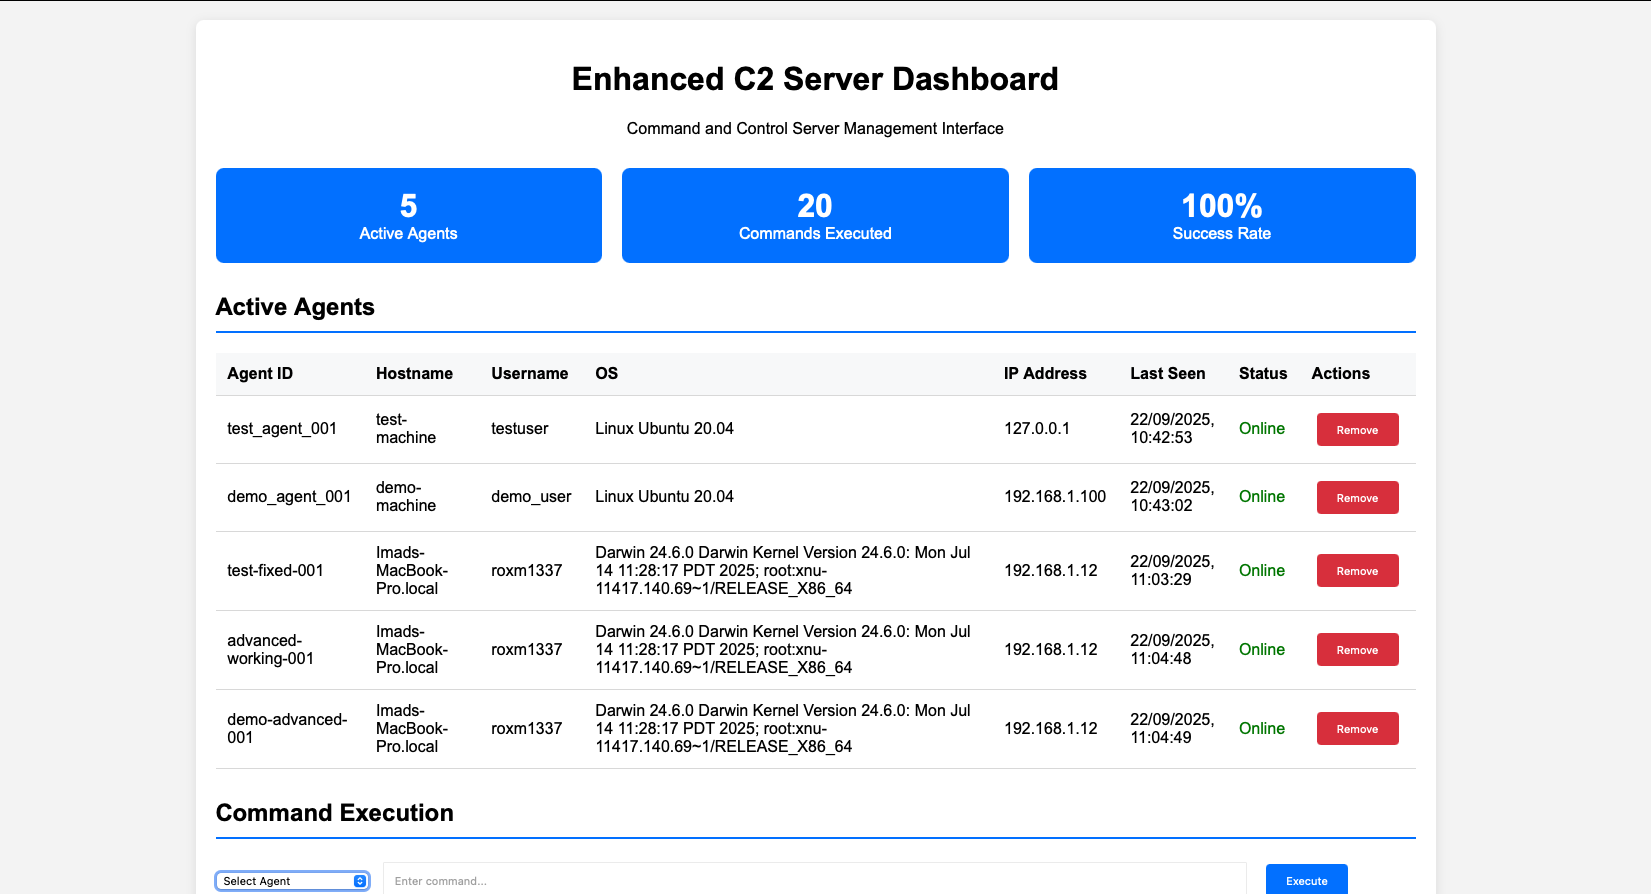 Enhanced C2 Server Dashboard
Command and Control Server Management Interface
5
Active Agents
20
Commands Executed
100%
Success Rate
Active Agents
Agent ID Hostname Username OS IP Address Last Seen Status Actions
test_agent_001 test-machine testuser Linux Ubuntu 20.04 127.0.0.1 22/09/2025, 10:42:53 Online Remove
demo_agent_001 demo-machine demo_user Linux Ubuntu 20.04 192.168.1.100 22/09/2025, 10:43:02 Online Remove
test-fixed-001 Imads-MacBook-Pro.local roxm1337 Darwin 24.6.0 Darwin Kernel Version 24.6.0: Mon Jul 14 11:28:17 PDT 2025; root:xnu-11417.140.69~1/RELEASE_X86_64 192.168.1.12 22/09/2025, 11:03:29 Online Remove
advanced-working-001 Imads-MacBook-Pro.local roxm1337 Darwin 24.6.0 Darwin Kernel Version 24.6.0: Mon Jul 14 11:28:17 PDT 2025; root:xnu-11417.140.69~1/RELEASE_X86_64 192.168.1.12 22/09/2025, 11:04:48 Online Remove
demo-advanced-001 Imads-MacBook-Pro.local roxm1337 Darwin 24.6.0 Darwin Kernel Version 24.6.0: Mon Jul 14 11:28:17 PDT 2025; root:xnu-11417.140.69~1/RELEASE_X86_64 192.168.1.12 22/09/2025, 11:04:49 Online Remove
Command Execution
Select Agent Enter command... Execute